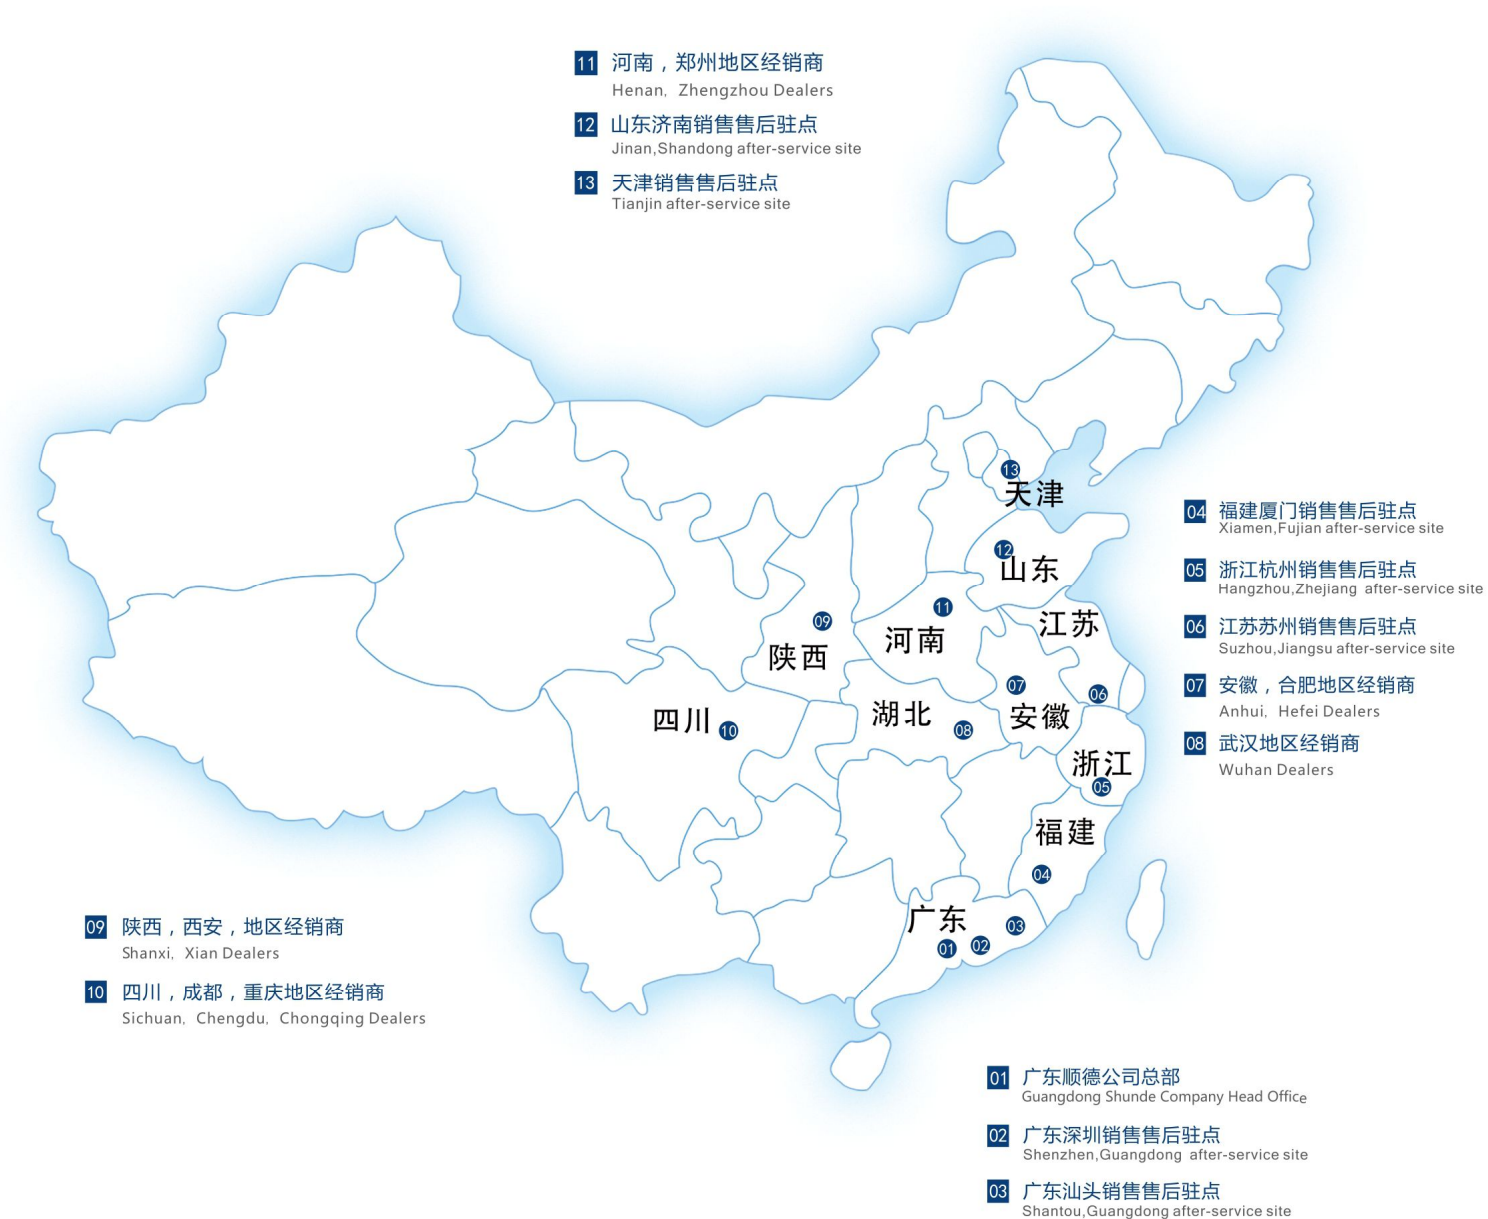 11 河南，郑州地区经销商
Henan, Zhengzhou Dealers
12 山东济南销售售后驻点
Jinan,Shandong after-service site
13 天津销售售后驻点
Tianjin after-service site
13
天津
12
山东
江苏
09
11
河南
陕西
07
06
四川
10
湖北
08
安徽
浙江
05
福建
04
广东
03
01
02
04 福建厦门销售售后驻点
Xiamen,Fujian after-service site
05 浙江杭州销售售后驻点
Hangzhou,Zhejiang after-service site
06 江苏苏州销售售后驻点
Suzhou,Jiangsu after-service site
07 安徽，合肥地区经销商
Anhui, Hefei Dealers
08 武汉地区经销商
Wuhan Dealers
09 陕西，西安，地区经销商
Shanxi, Xian Dealers
10 四川，成都，重庆地区经销商
Sichuan, Chengdu, Chongqing Dealers
01 广东顺德公司总部
Guangdong Shunde Company Head Office
02 广东深圳销售售后驻点
Shenzhen,Guangdong after-service site
03 广东汕头销售售后驻点
Shantou,Guangdong after-service site